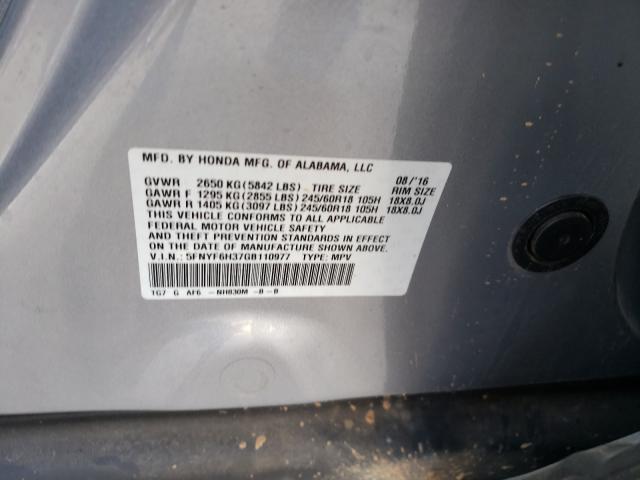 MFD. BY HONDA MFG. OF ALABAMA, LLC
GVWR 2650 KG(5842 LBS) TIRE SIZE 08/'16 RIM SIZE
GAWR F 1295 KG(2855 LBS)245/60R18 105H 18X8.0J
GAWR R 1405 KG(3097 LBS)245/60R18 105H 18X8.0J
THIS VEHICLE CONFORMS TO ALL APPLICABLE
FEDERAL MOTOR VEHICLE SAFETY
AND THEFT PREVENTION STANDARDS IN EFFECT
ON THE DATE OF MANUFACTURE SHOWN ABOVE.
V.I.N.: 5FNYF6H37GB110977 TYPE: MPV
TG7 G AF6 -NH830M -B -B